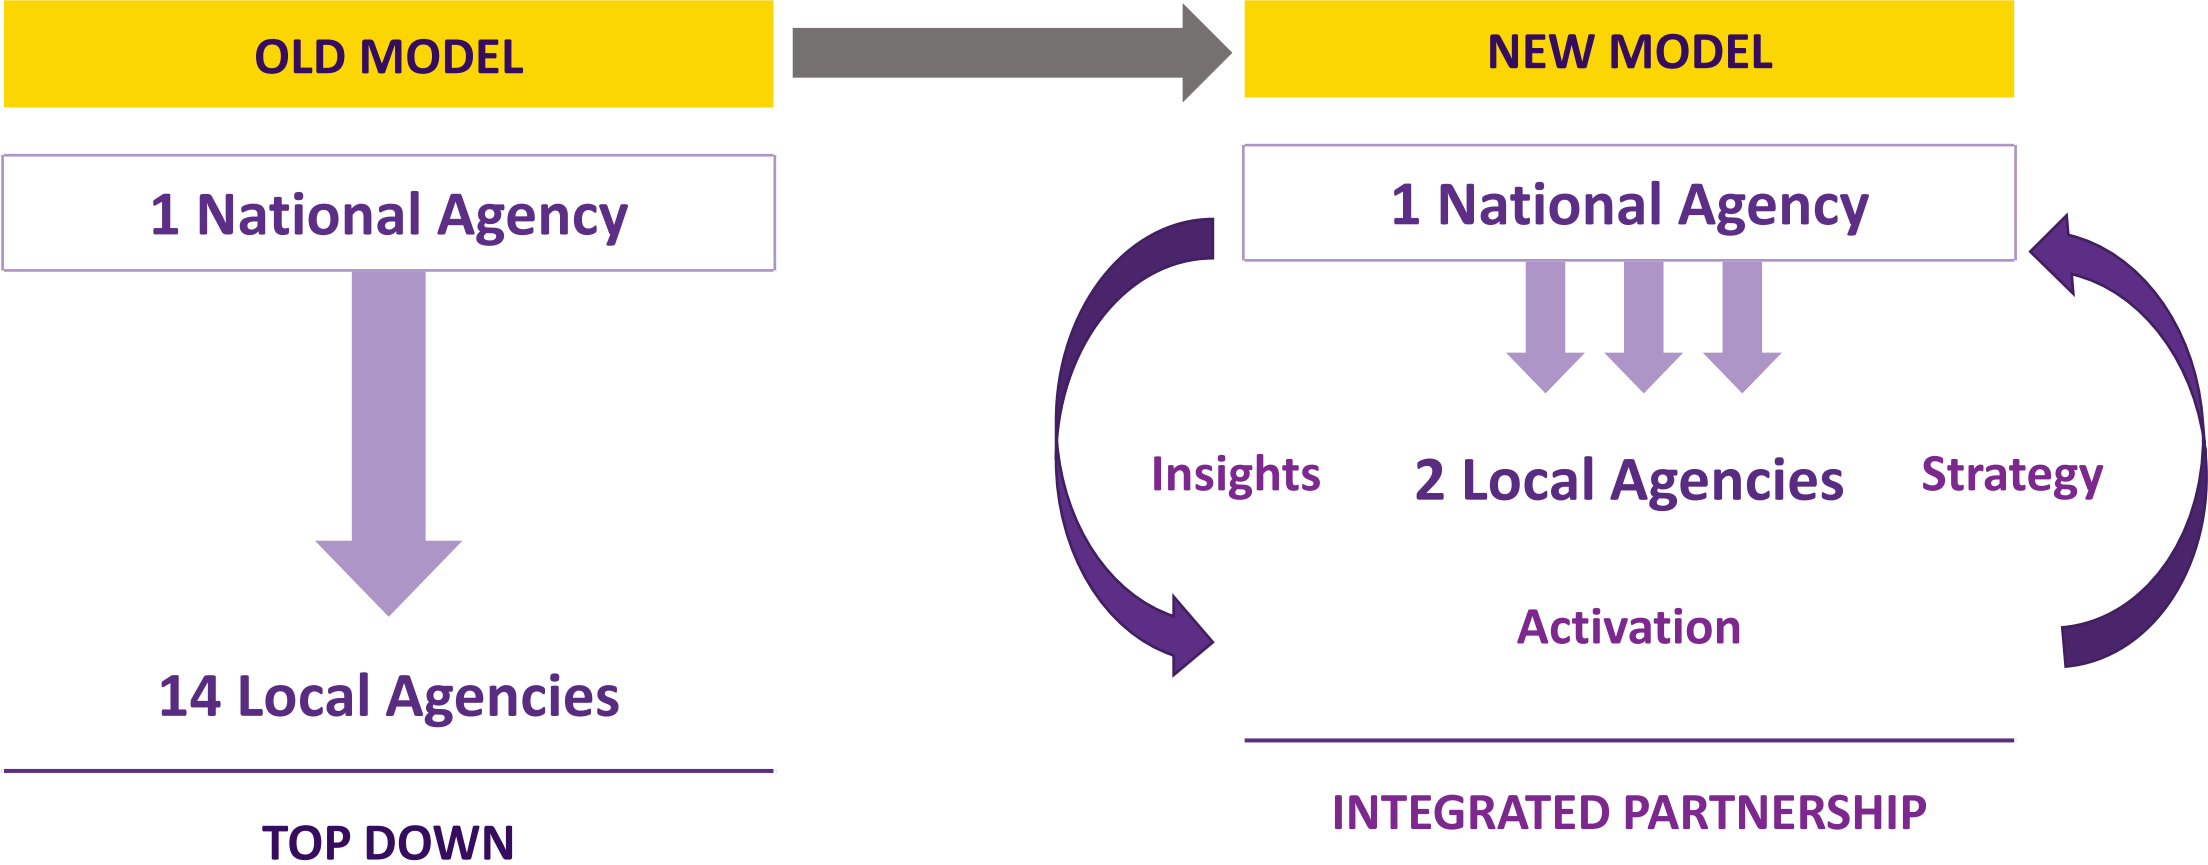 OLD MODEL
1 National Agency
14 Local Agencies
TOP DOWN
NEW MODEL
1 National Agency
Insights
2 Local Agencies
Strategy
Activation
INTEGRATED PARTNERSHIP